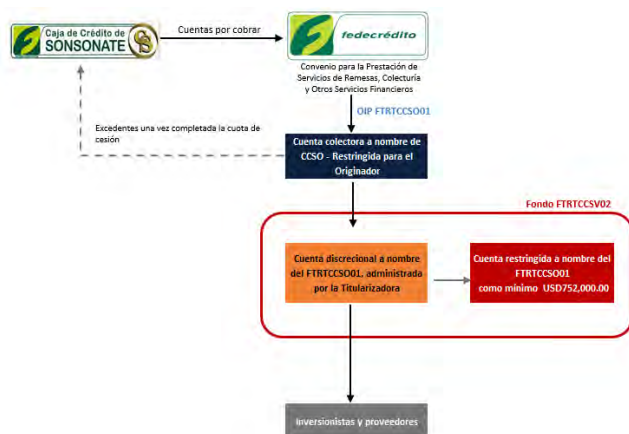 Caja de Crédito de
SONSONATE
Cuentas por cobrar
fedecrédito
Convenio para la Prestación de
Servicios de Remesas, Colecturía
y Otros Servicios Financieros
OIP FTRTCCSO01
Excedentes una vez completada la cuota de
cesión
Cuenta colectora a nombre de
CCSO - Restringida para el
Originador
Fondo FTRTCCSV02
Cuenta discrecional a nombre
del FTRTCCSO01, administrada
por la Titularizadora
Cuenta restringida a nombre del
FTRTCCSO01
como mínimo USD752,000.00
Inversionistas y proveedores